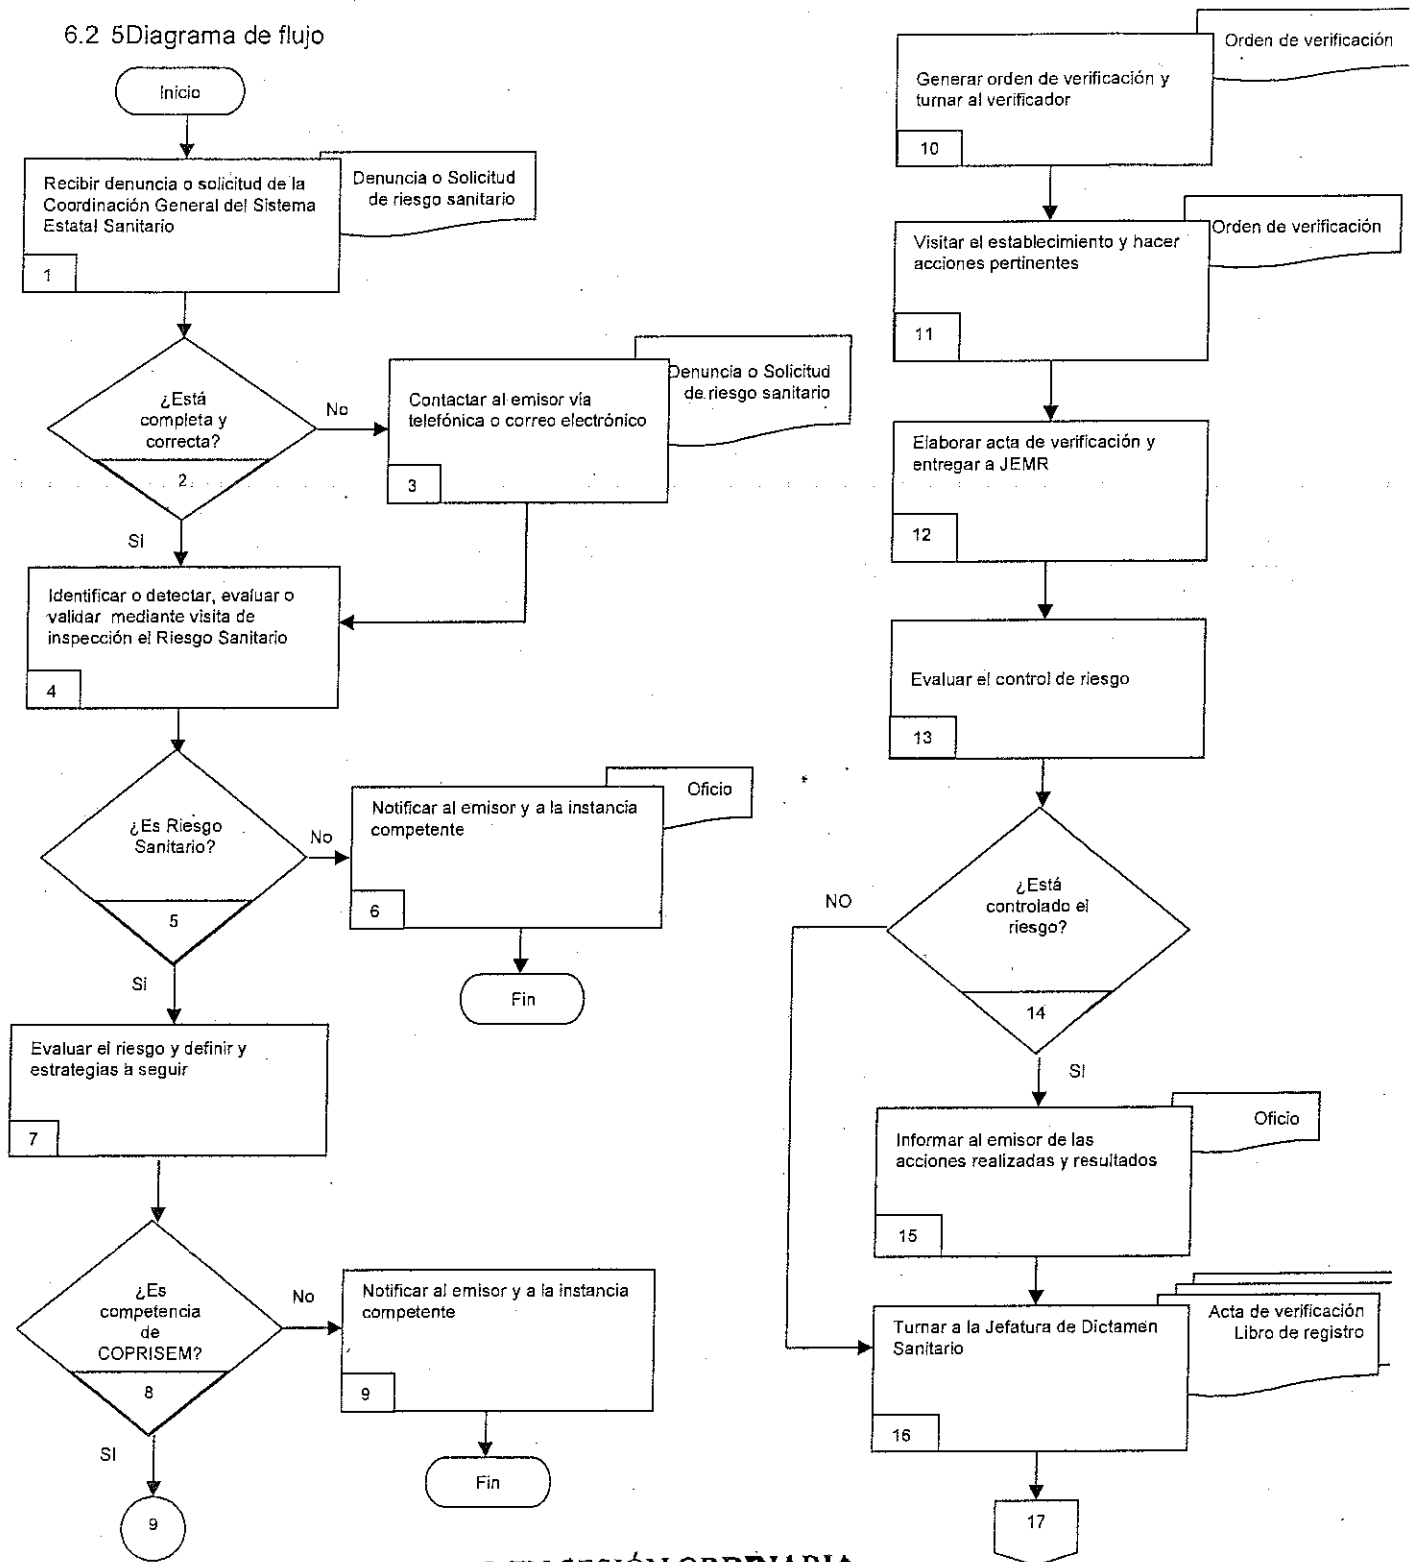 6.2 5Diagrama de flujo
Inicio
Recibir denuncia o solicitud de la
Coordinación General del Sistema
Estatal Sanitario
1
Denuncia o Solicitud
de riesgo sanitario
¿Está
completa y
correcta?
2
No
Contactar al emisor vía
telefónica o correo electrónico
3
Denuncia o Solicitud
de riesgo sanitario
Si
Identificar o detectar, evaluar o
validar mediante visita de
inspección el Riesgo Sanitario
4
¿Es Riesgo
Sanitario?
5
No
Notificar al emisor y a la instancia
competente
6
Oficio
Fin
Si
Evaluar el riesgo y definir y
estrategias a seguir
7
¿Es
competencia
de
COPRISEM?
8
No
Notificar al emisor y a la instancia
competente
9
Fin
SI
9
Generar orden de verificación y
turnar al verificador
10
Orden de verificación
Visitar el establecimiento y hacer
acciones pertinentes
11
Orden de verificación
Elaborar acta de verificación y
entregar a JEMR
12
Evaluar el control de riesgo
13
¿Está
controlado el
riesgo?
14
NO
SI
Informar al emisor de las
acciones realizadas y resultados
15
Oficio
Turnar a la Jefatura de Dictamen
Sanitario
16
Acta de verificación
Libro de registro
17
SESIÓN ORDINARIA